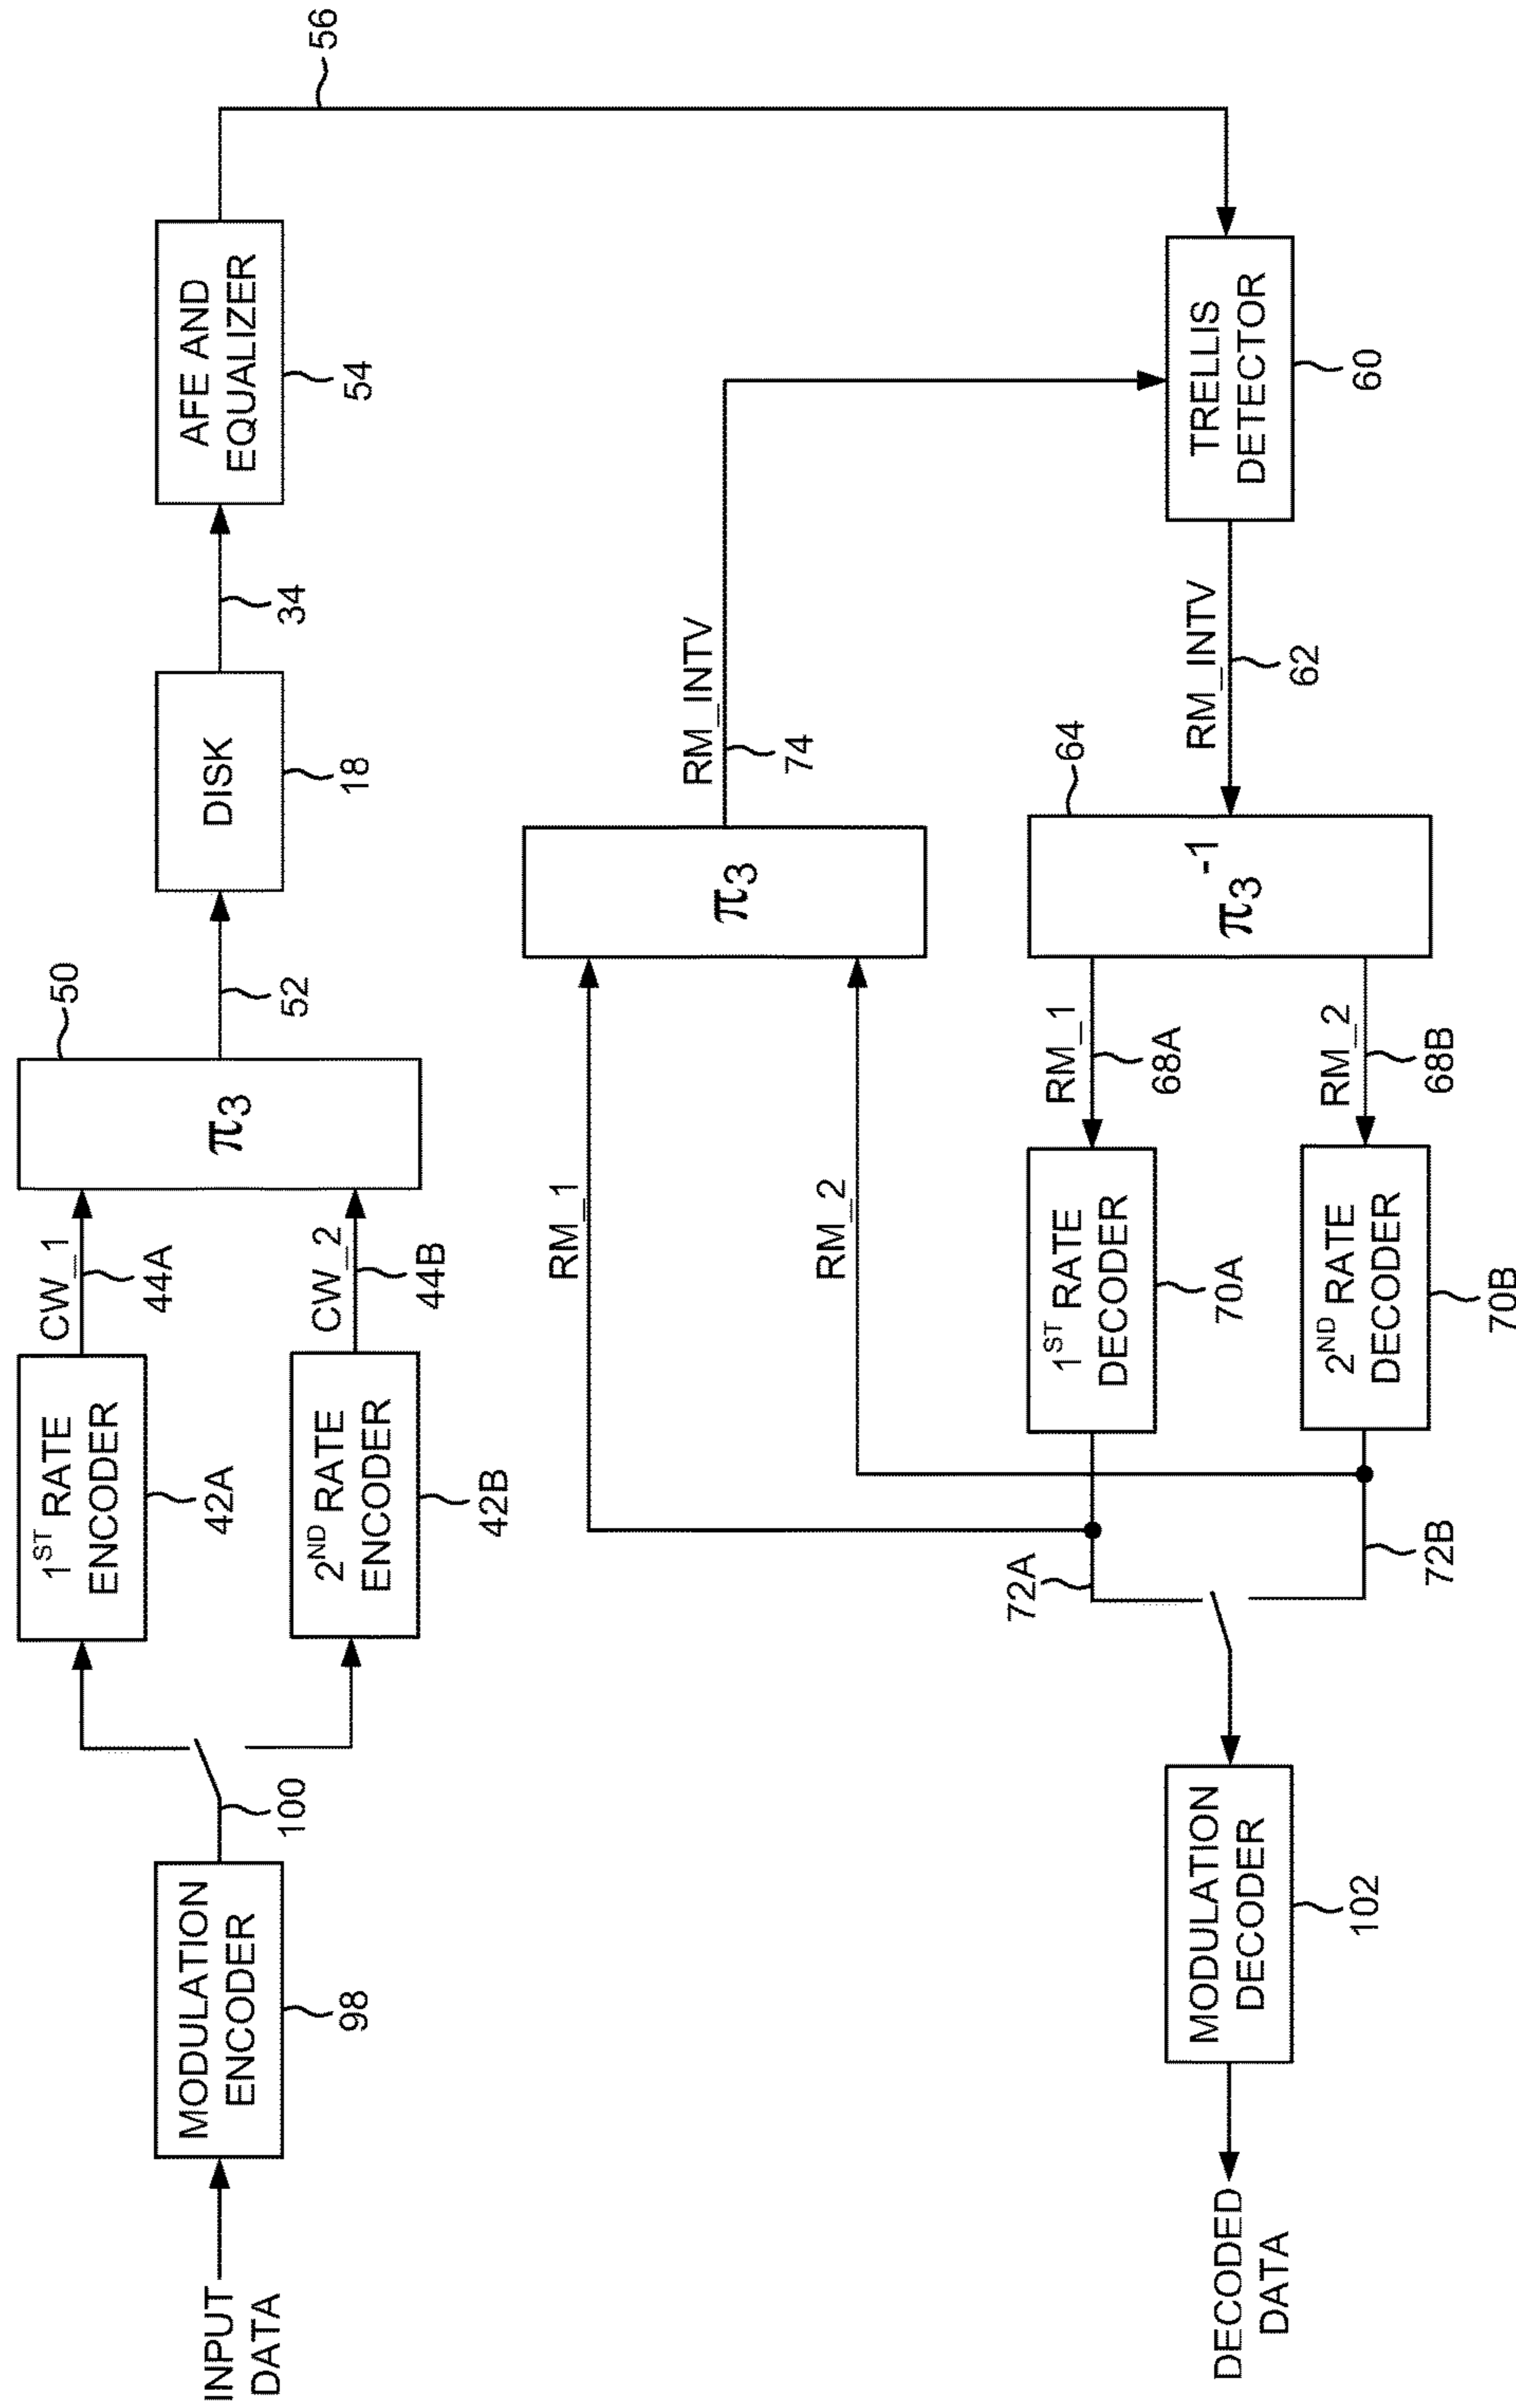 INPUT
DATA
MODULATION
ENCODER
98
100
1ST RATE
ENCODER
42A
2ND RATE
ENCODER
42B
CW_1
44A
CW_2
44B
π3
50
52
DISK
18
34
AFE AND
EQUALIZER
54
56
RM_1
RM_2
π3
RM_INTV
74
TRELLIS
DETECTOR
60
RM_INTV
62
π3-1
64
RM_1
68A
RM_2
68B
1ST RATE
DECODER
70A
2ND RATE
DECODER
70B
72A
72B
MODULATION
DECODER
102
DECODED
DATA